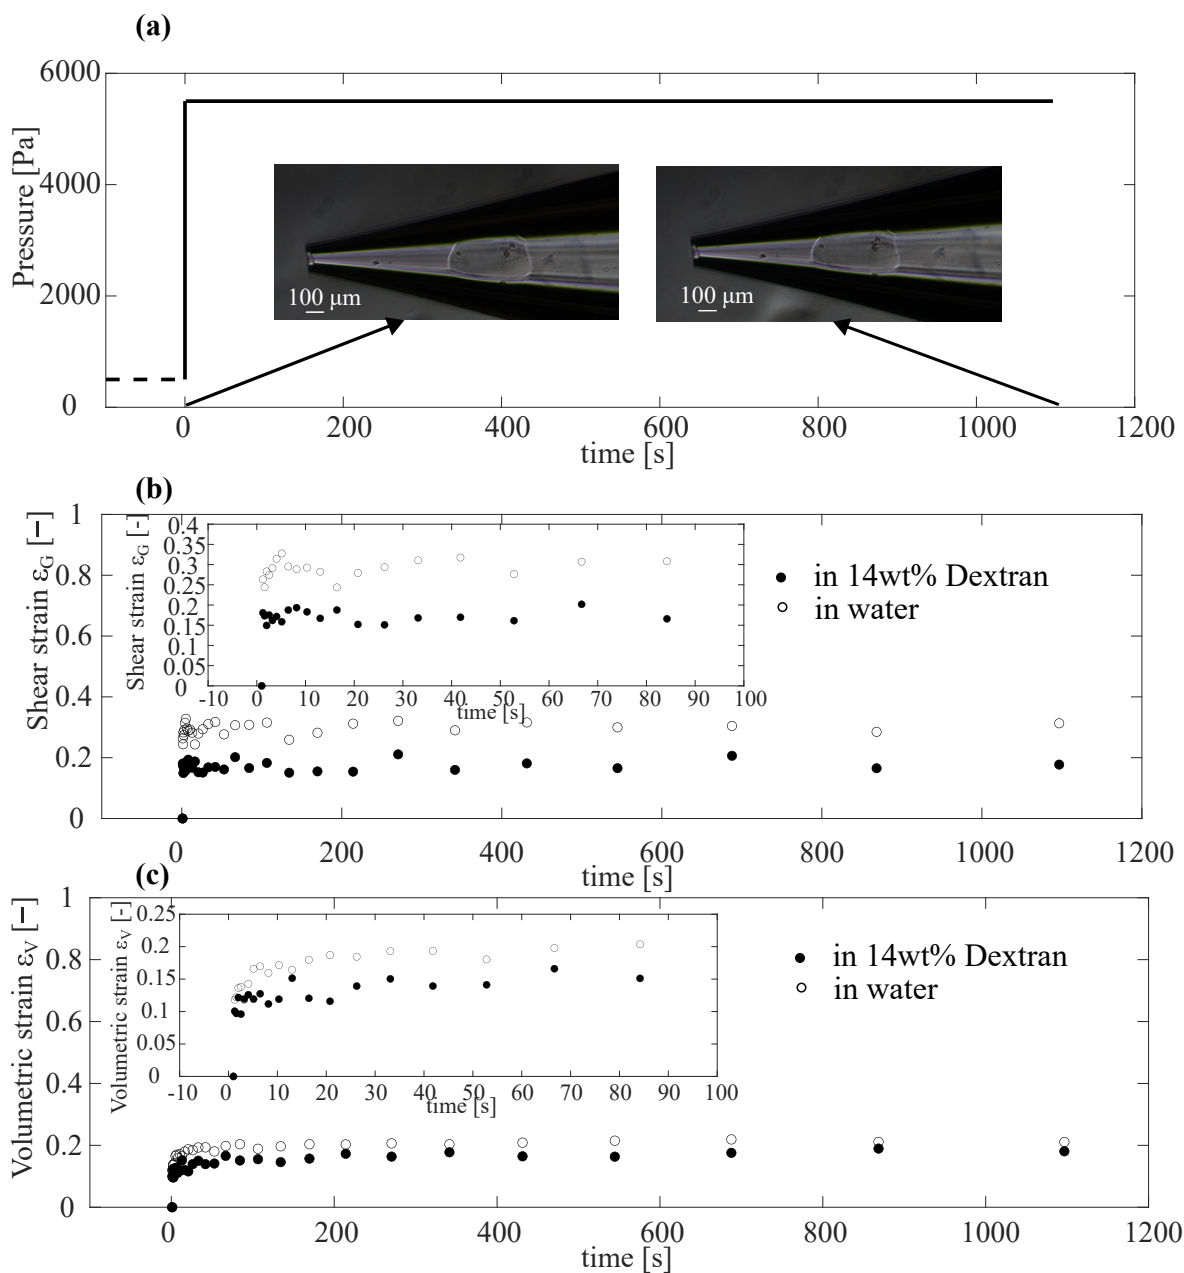 (a)
6000
4000
2000
0
Pressure [Pa]
100 μm
100 μm
0 200 400 600 800 1000 1200
time [s]
(b)
1
0.8
0.6
0.4
0.2
0
Shear strain εG [−]
0.4
0.35
0.3
0.25
0.2
0.15
0.1
0.05
0
Shear strain εG [-]
-10 0 10 20 30 40 50 60 70 80 90 100
time [s]
in 14wt% Dextran
in water
0 200 400 600 800 1000 1200
time [s]
(c)
1
0.8
0.6
0.4
0.2
0
Volumetric strain εV [−]
0.25
0.2
0.15
0.1
0.05
0
Volumetric strain εV [-]
-10 0 10 20 30 40 50 60 70 80 90 100
time [s]
in 14wt% Dextran
in water
0 200 400 600 800 1000 1200
time [s]